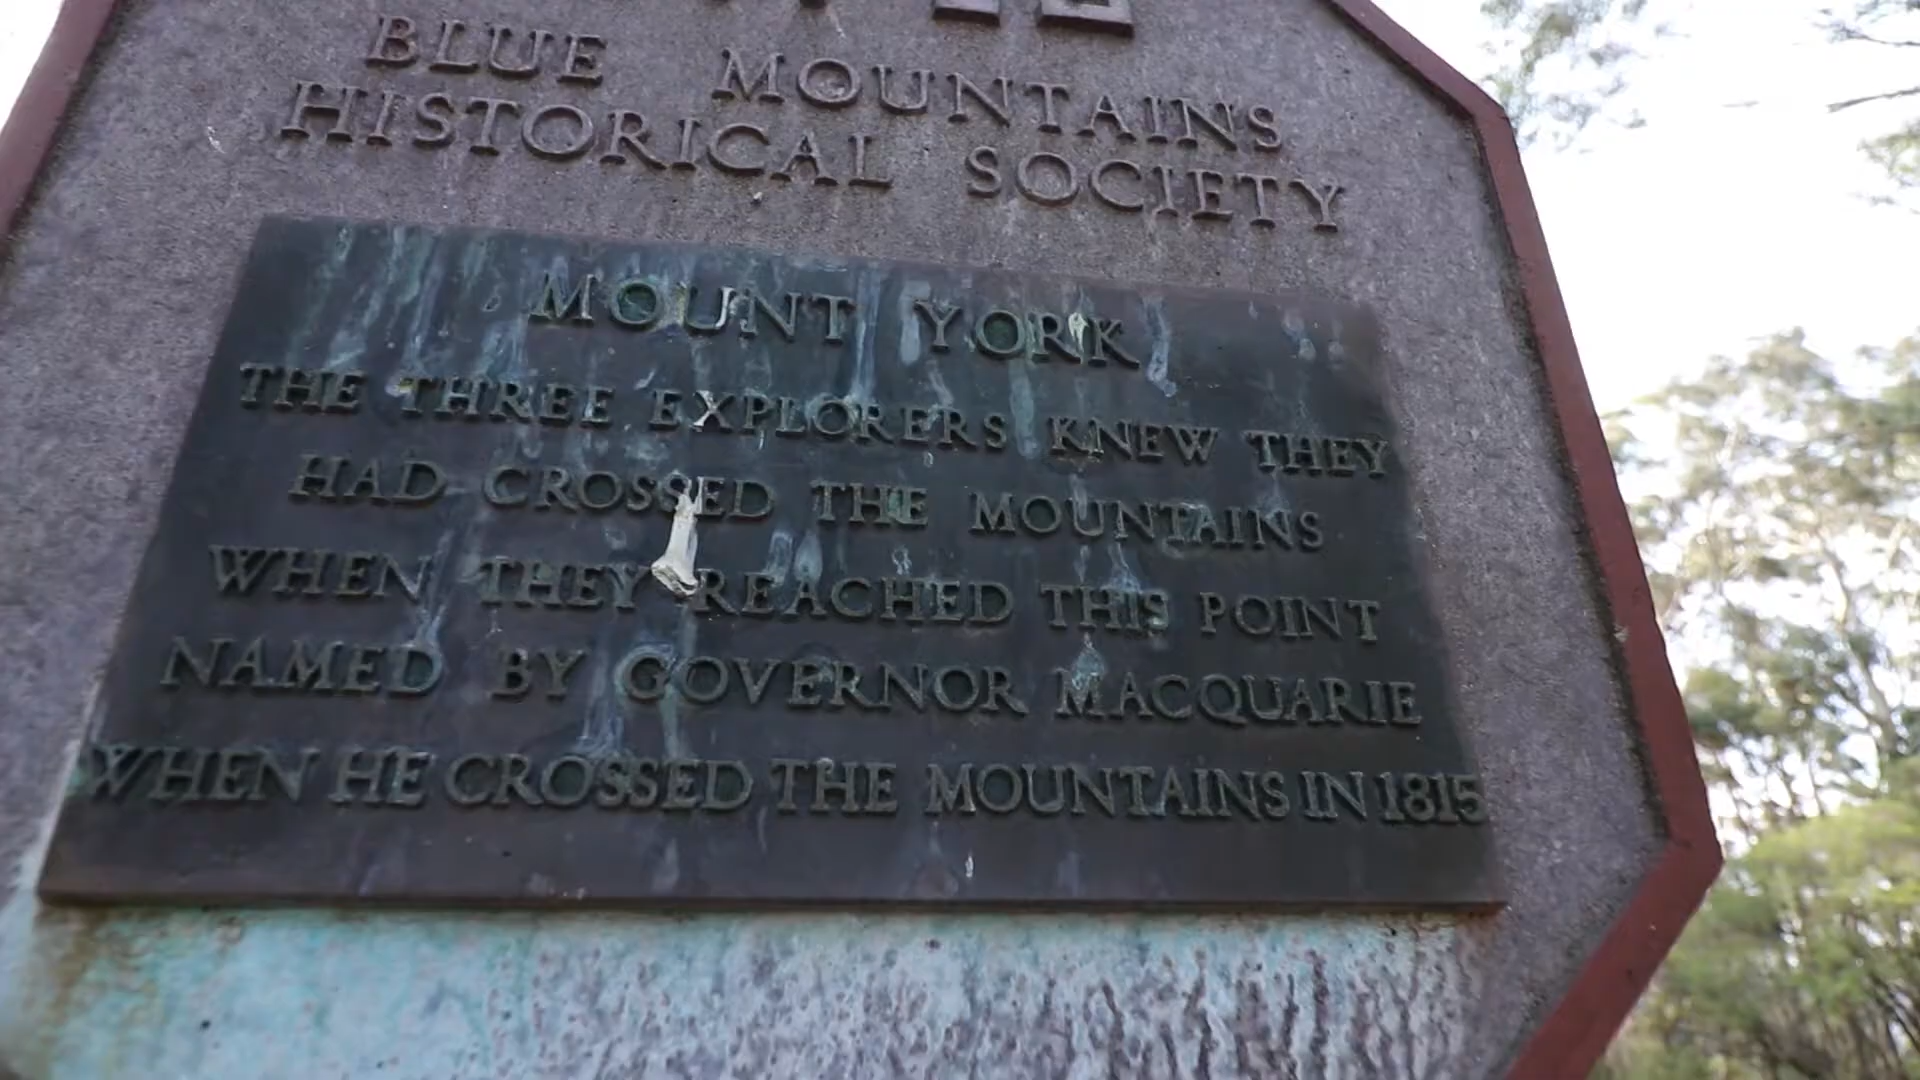 BLUE MOUNTAINS
HISTORICAL SOCIETY
MOUNT YORK
THE THREE EXPLORERS KNEW THEY
HAD CROSSED THE MOUNTAINS
WHEN THEY REACHED THIS POINT
NAMED BY GOVERNOR MACQUARIE
WHEN HE CROSSED THE MOUNTAINS IN 1815